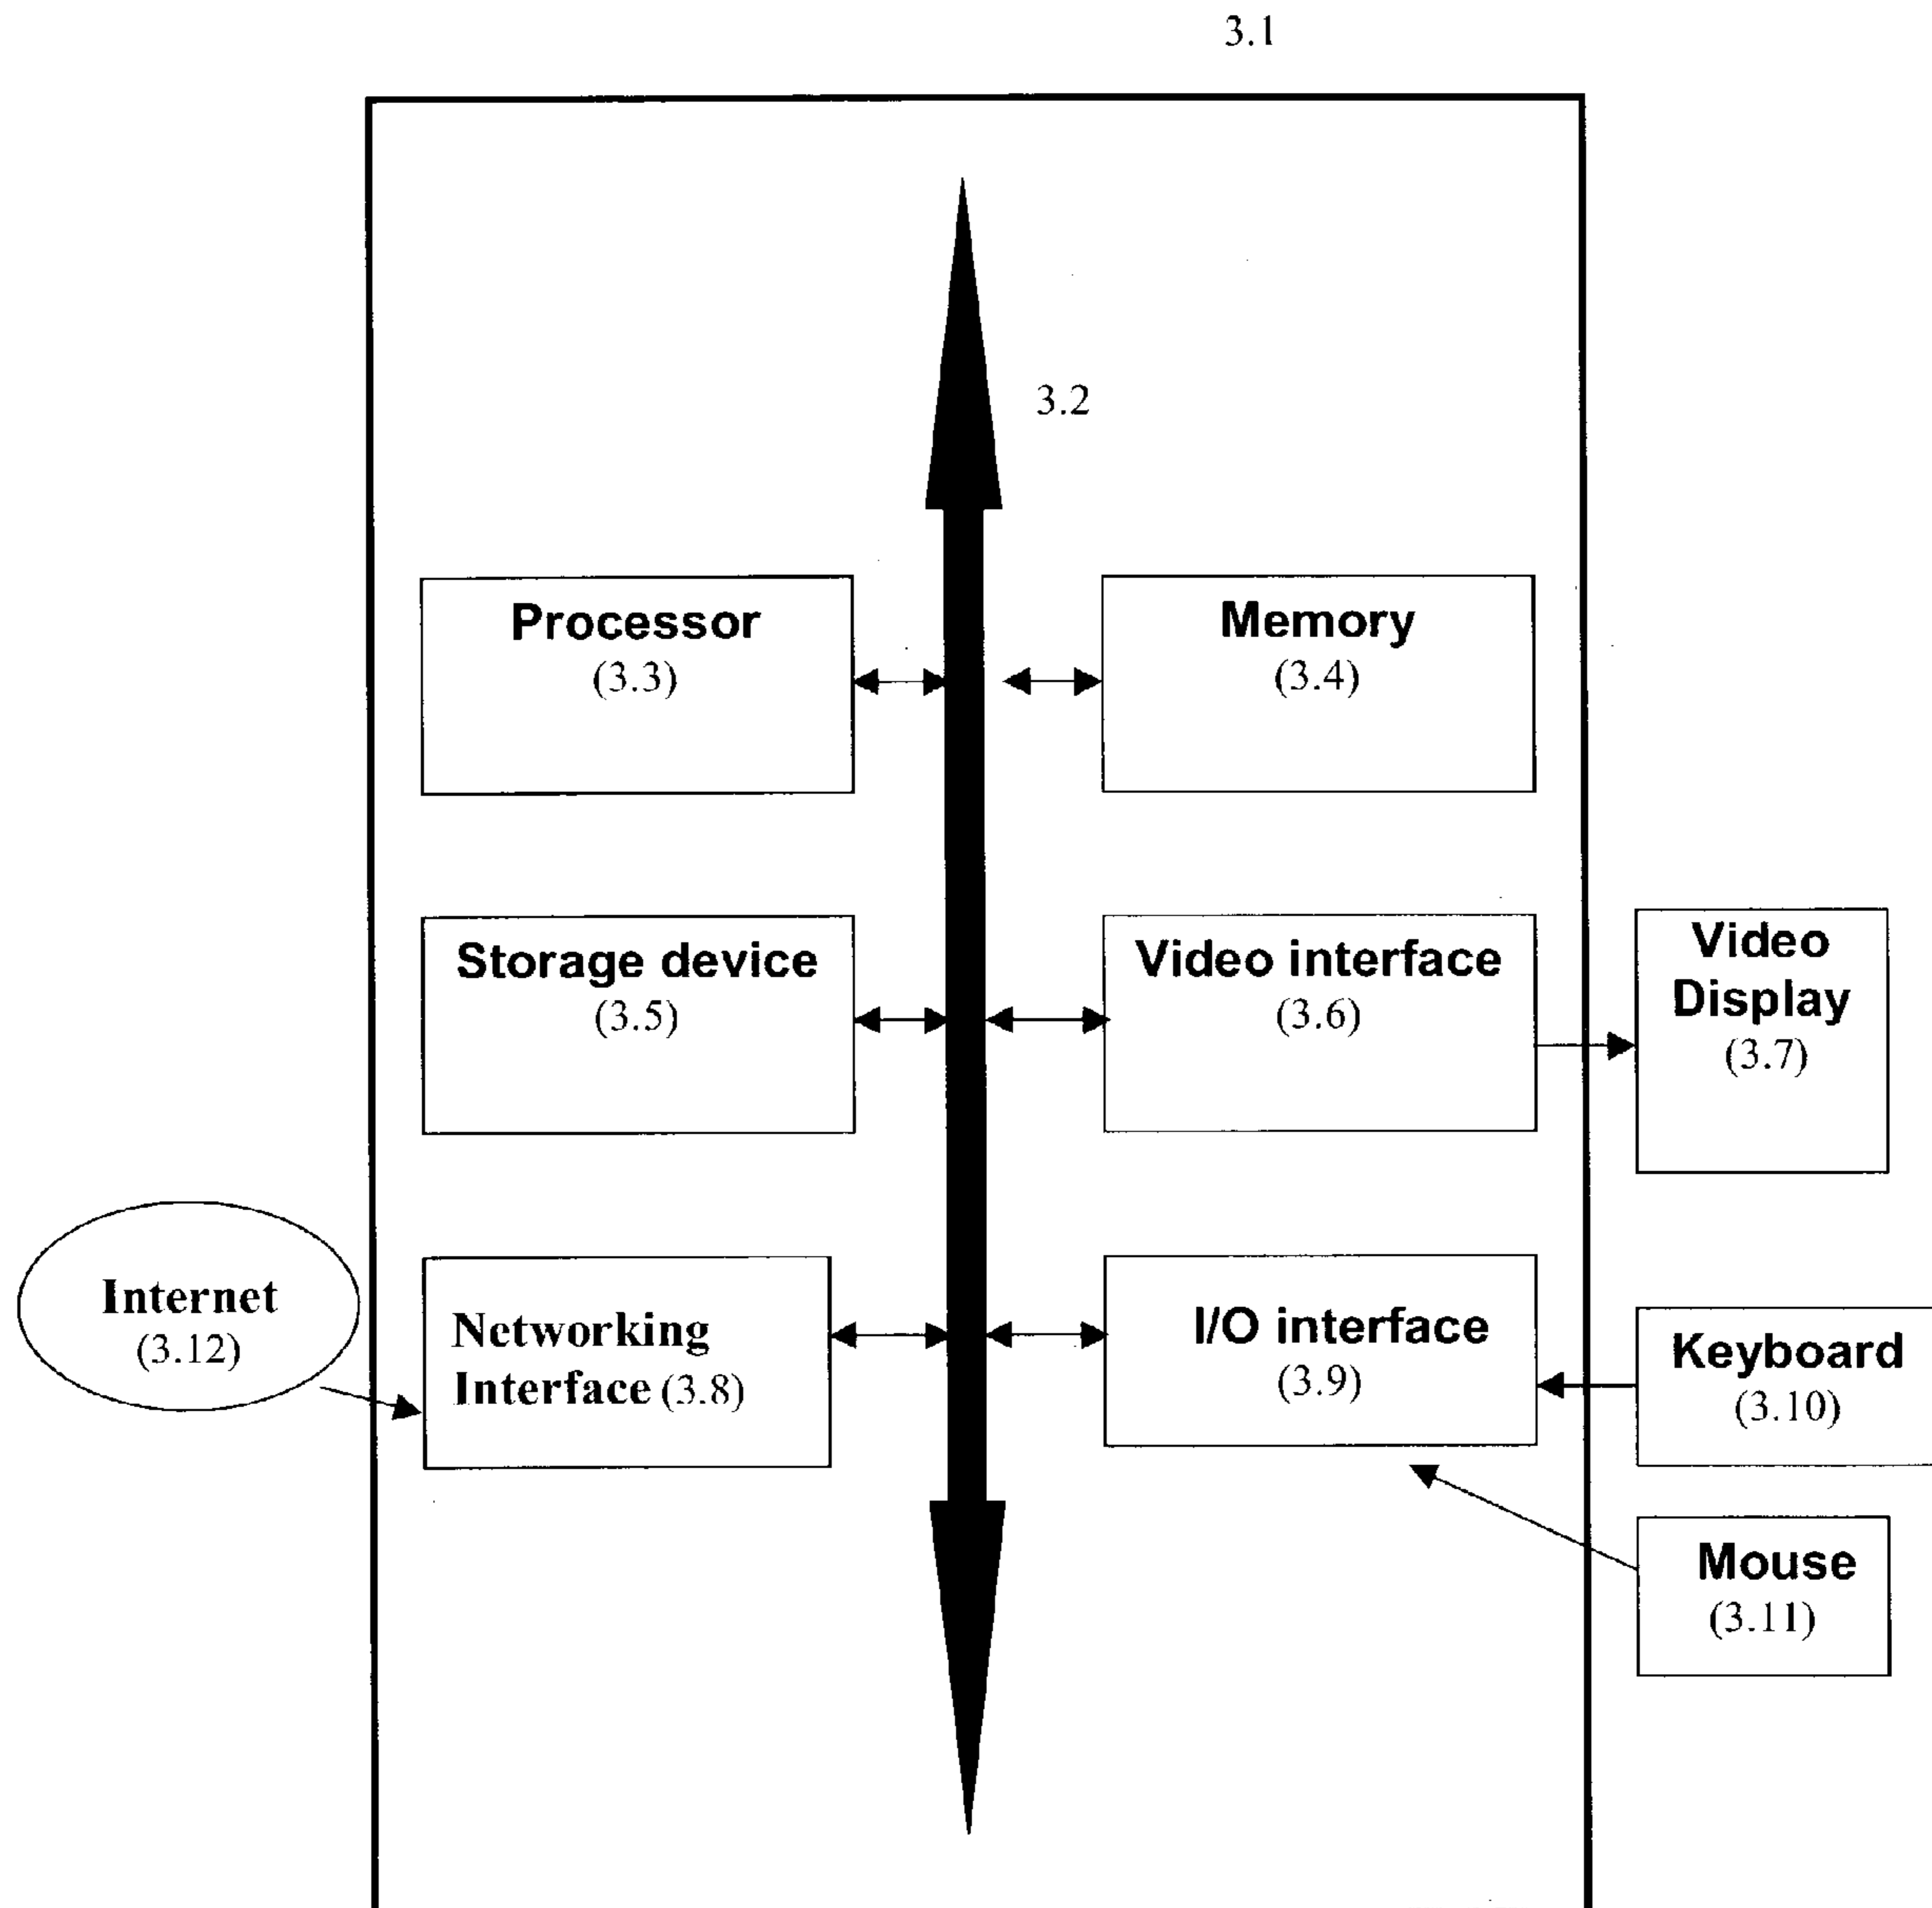 3.1
3.2
Processor
(3.3)
Memory
(3.4)
Storage device
(3.5)
Video interface
(3.6)
Video
Display
(3.7)
Internet
(3.12)
Networking
Interface (3.8)
I/O interface
(3.9)
Keyboard
(3.10)
Mouse
(3.11)